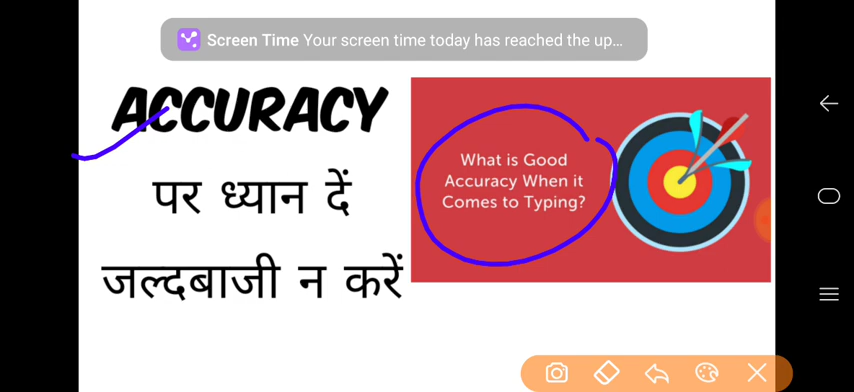 Screen Time Your screen time today has reached the up...
ACCURACY
पर ध्यान दें
जल्दबाजी न करें
What is Good
Accuracy When it
Comes to Typing?